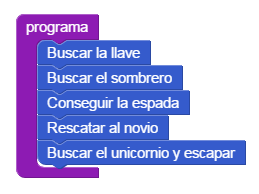 programa
Buscar la llave
Buscar el sombrero
Conseguir la espada
Rescatar al novio
Buscar el unicornio y escapar